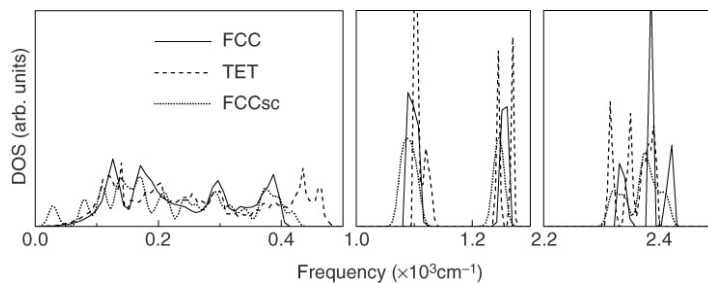 FCC
TET
FCCsc
DOS (arb. units)
0.0 0.2 0.4 1.0 1.2 2.2 2.4
Frequency (×10³cm⁻¹)